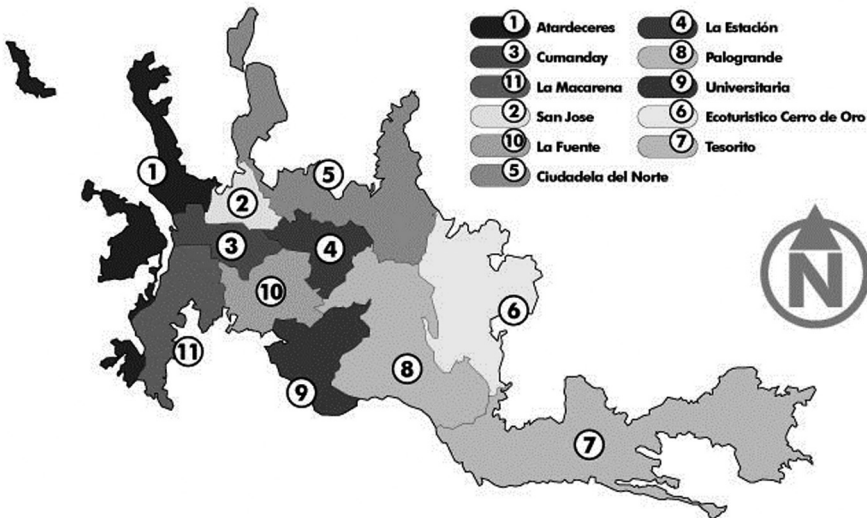 1 Atardeceres
3 Cumanday
11 La Macarena
2 San Jose
10 La Fuente
5 Ciudadela del Norte
4 La Estación
8 Palogrande
9 Universitaria
6 Ecoturistico Cerro de Oro
7 Tesorito
1
2
5
3
4
10
6
11
9
8
7
N